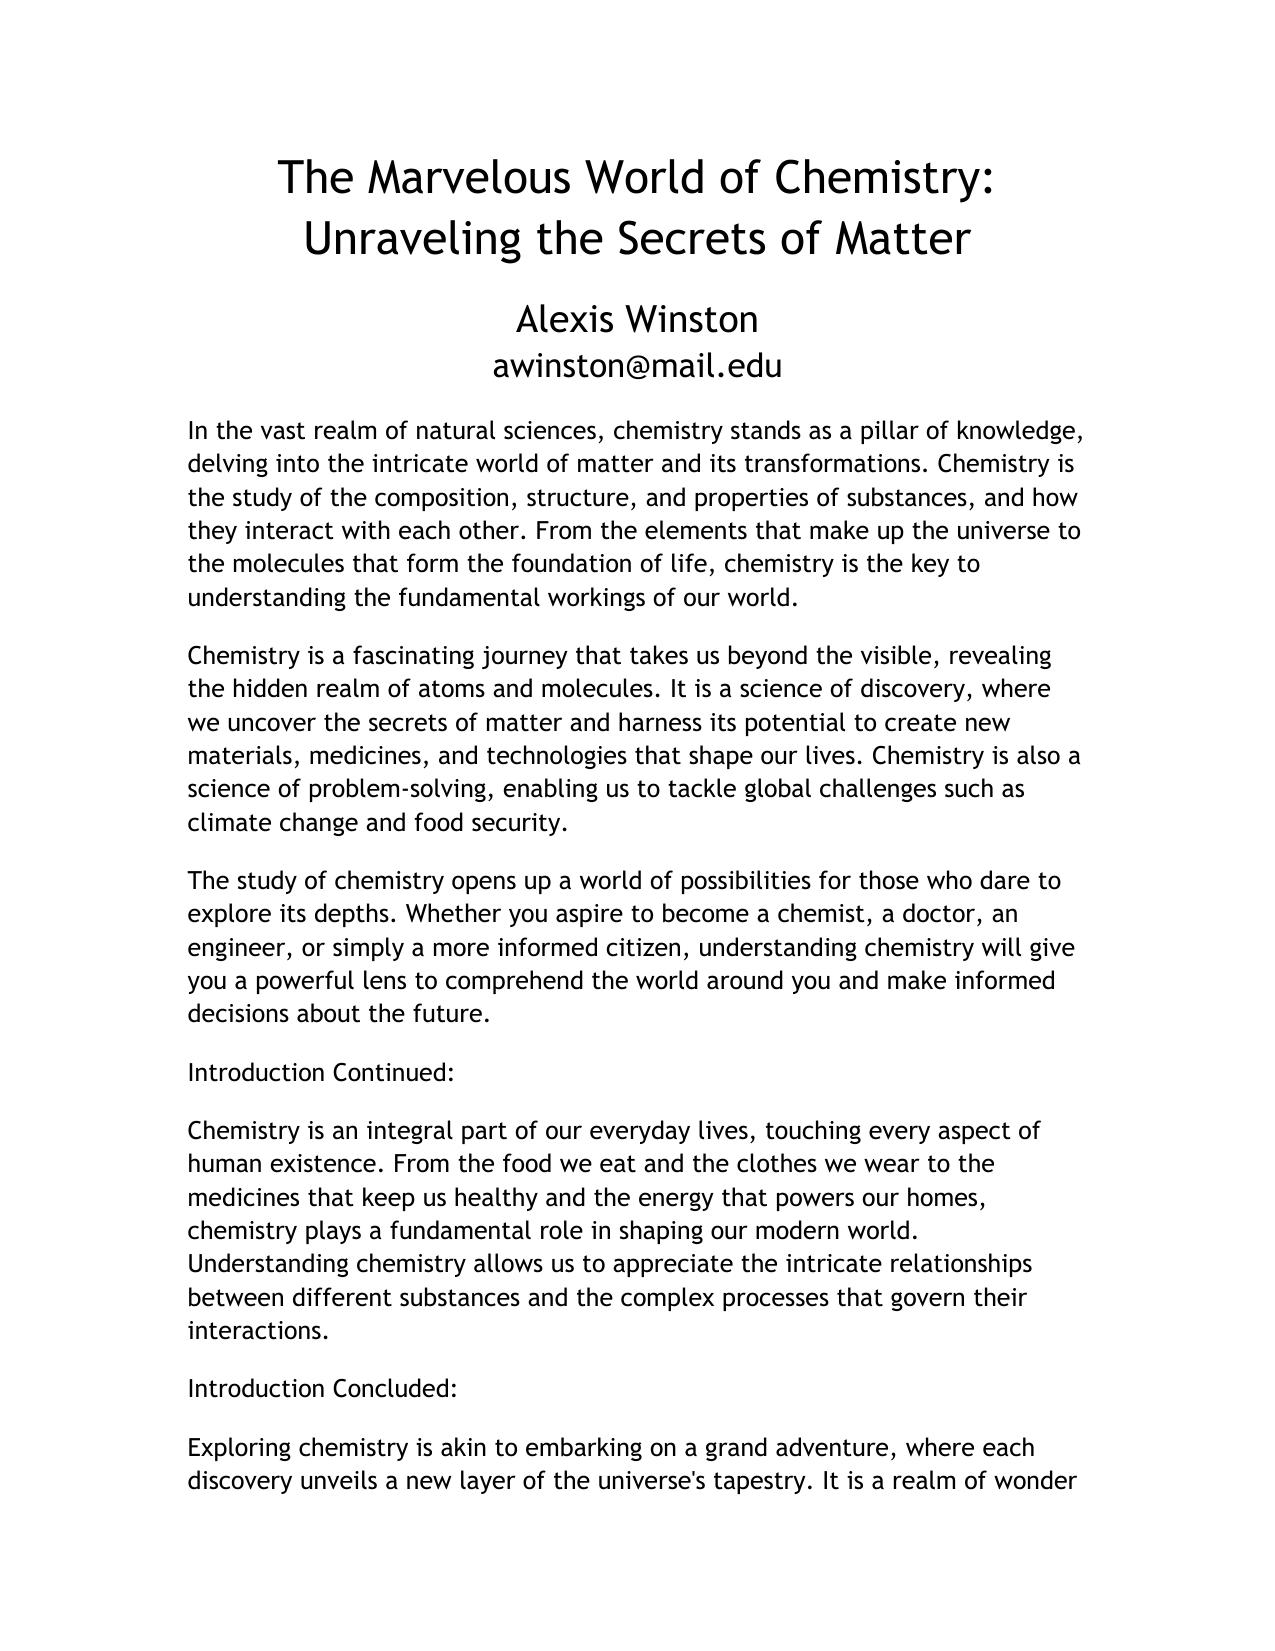 The Marvelous World of Chemistry:
Unraveling the Secrets of Matter
Alexis Winston
awinston@mail.edu
In the vast realm of natural sciences, chemistry stands as a pillar of knowledge,
delving into the intricate world of matter and its transformations. Chemistry is
the study of the composition, structure, and properties of substances, and how
they interact with each other. From the elements that make up the universe to
the molecules that form the foundation of life, chemistry is the key to
understanding the fundamental workings of our world.
Chemistry is a fascinating journey that takes us beyond the visible, revealing
the hidden realm of atoms and molecules. It is a science of discovery, where
we uncover the secrets of matter and harness its potential to create new
materials, medicines, and technologies that shape our lives. Chemistry is also a
science of problem-solving, enabling us to tackle global challenges such as
climate change and food security.
The study of chemistry opens up a world of possibilities for those who dare to
explore its depths. Whether you aspire to become a chemist, a doctor, an
engineer, or simply a more informed citizen, understanding chemistry will give
you a powerful lens to comprehend the world around you and make informed
decisions about the future.
Introduction Continued:
Chemistry is an integral part of our everyday lives, touching every aspect of
human existence. From the food we eat and the clothes we wear to the
medicines that keep us healthy and the energy that powers our homes,
chemistry plays a fundamental role in shaping our modern world.
Understanding chemistry allows us to appreciate the intricate relationships
between different substances and the complex processes that govern their
interactions.
Introduction Concluded:
Exploring chemistry is akin to embarking on a grand adventure, where each
discovery unveils a new layer of the universe's tapestry. It is a realm of wonder